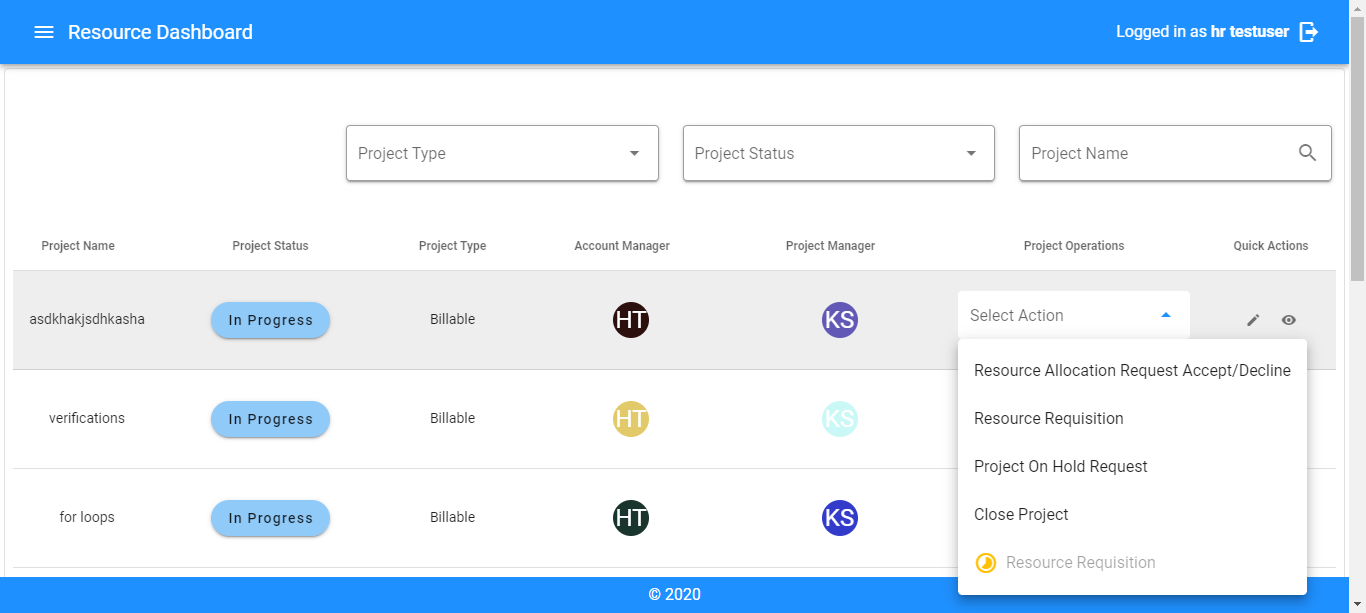 Resource Dashboard
Logged in as hr testuser
Project Type
Project Status
Project Name
Project Name Project Status Project Type Account Manager Project Manager Project Operations Quick Actions
asdkhakjsdhkasha In Progress Billable HT KS Select Action
Resource Allocation Request Accept/Decline
verifications In Progress Billable HT KS Resource Requisition
Project On Hold Request
for loops In Progress Billable HT KS Close Project
Resource Requisition
© 2020